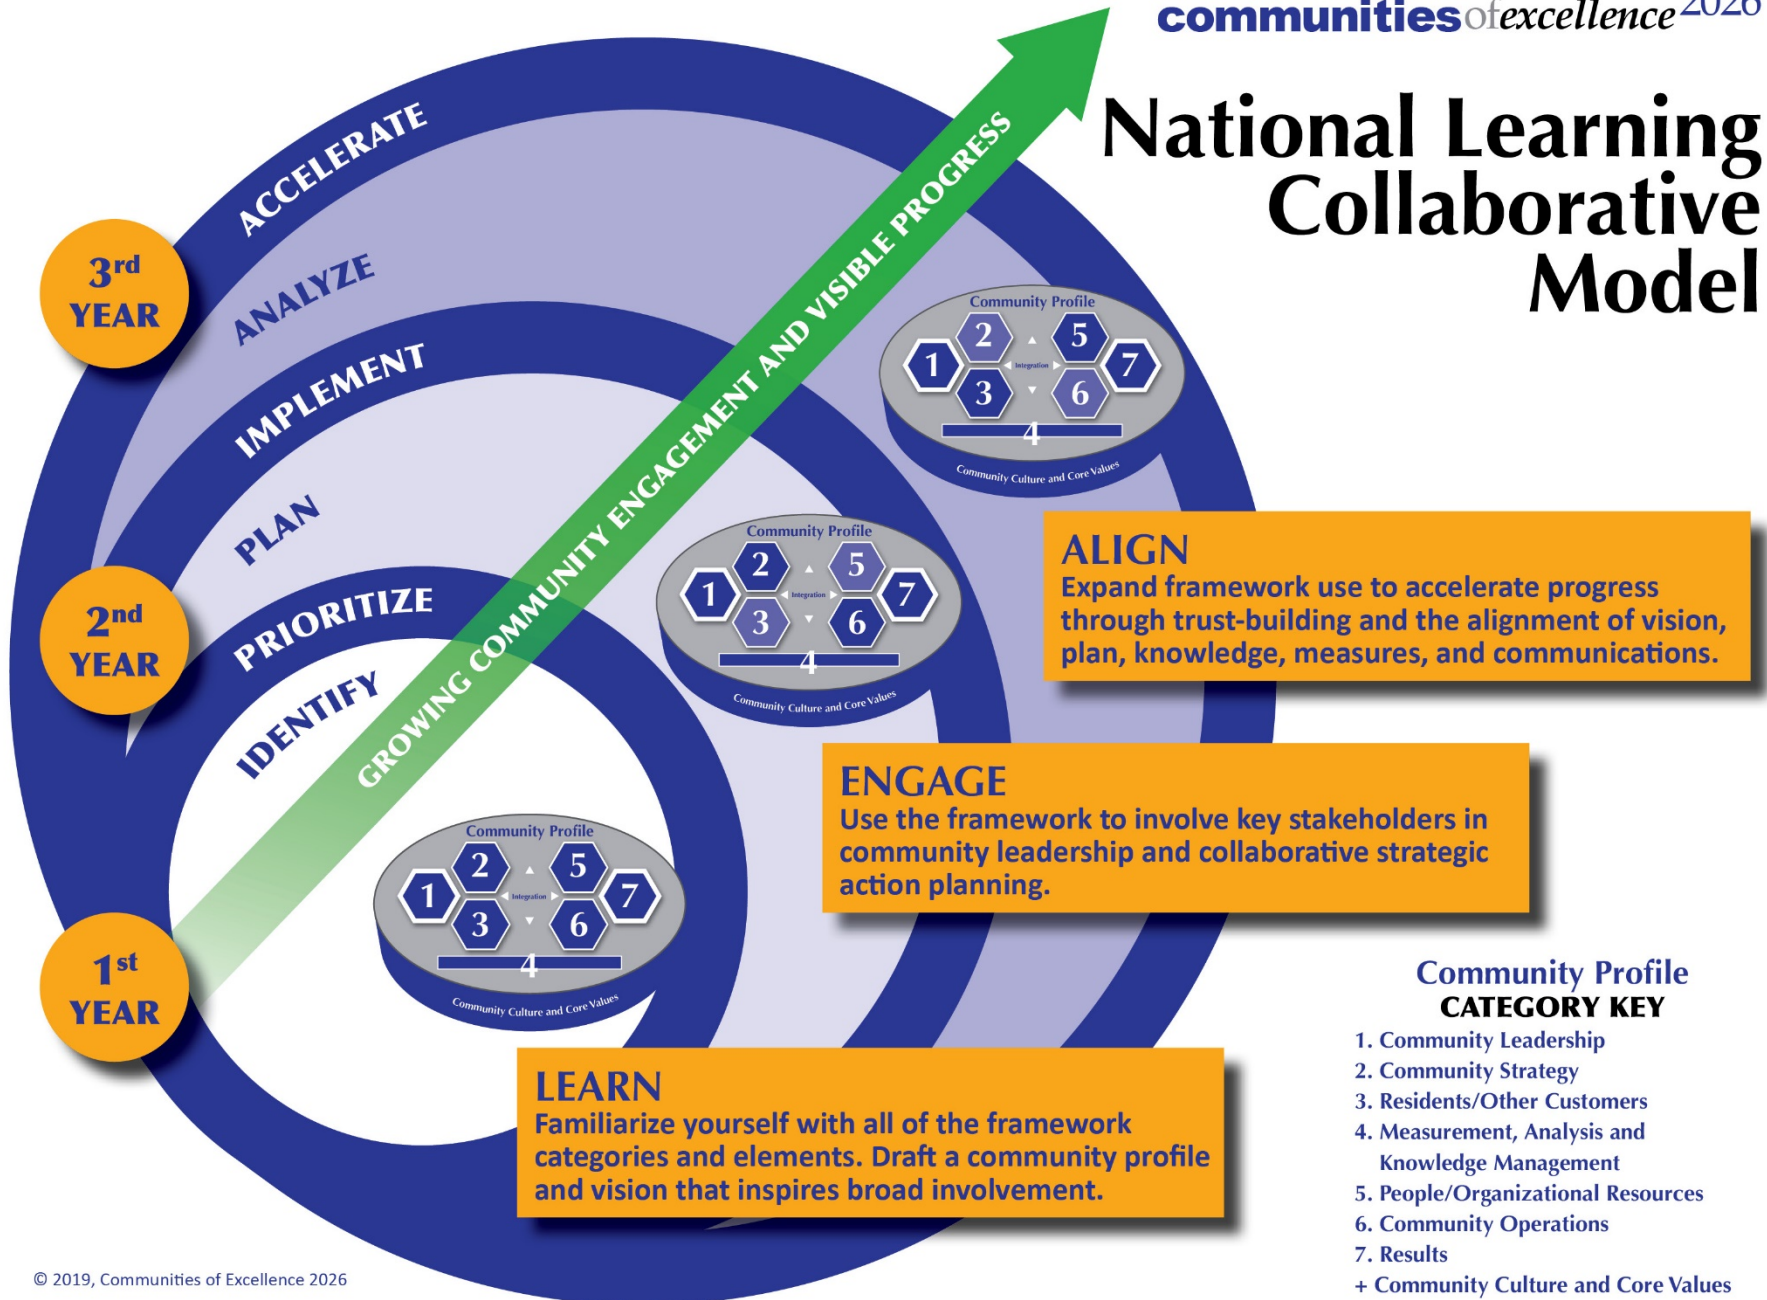 communitiesofexcellence2026
National Learning
Collaborative
Model
ACCELERATE
ANALYZE
3rd
YEAR
IMPLEMENT
PLAN
2nd
YEAR
PRIORITIZE
IDENTIFY
1st
YEAR
GROWING COMMUNITY ENGAGEMENT AND VISIBLE PROGRESS
Community Profile
2 5
1 Integration 7
3 6
4
Community Culture and Core Values
Community Profile
2 5
1 Integration 7
3 6
4
Community Culture and Core Values
Community Profile
2 5
1 Integration 7
3 6
4
Community Culture and Core Values
ALIGN
Expand framework use to accelerate progress
through trust-building and the alignment of vision,
plan, knowledge, measures, and communications.
ENGAGE
Use the framework to involve key stakeholders in
community leadership and collaborative strategic
action planning.
LEARN
Familiarize yourself with all of the framework
categories and elements. Draft a community profile
and vision that inspires broad involvement.
Community Profile
CATEGORY KEY
1. Community Leadership
2. Community Strategy
3. Residents/Other Customers
4. Measurement, Analysis and
Knowledge Management
5. People/Organizational Resources
6. Community Operations
7. Results
+ Community Culture and Core Values
© 2019, Communities of Excellence 2026